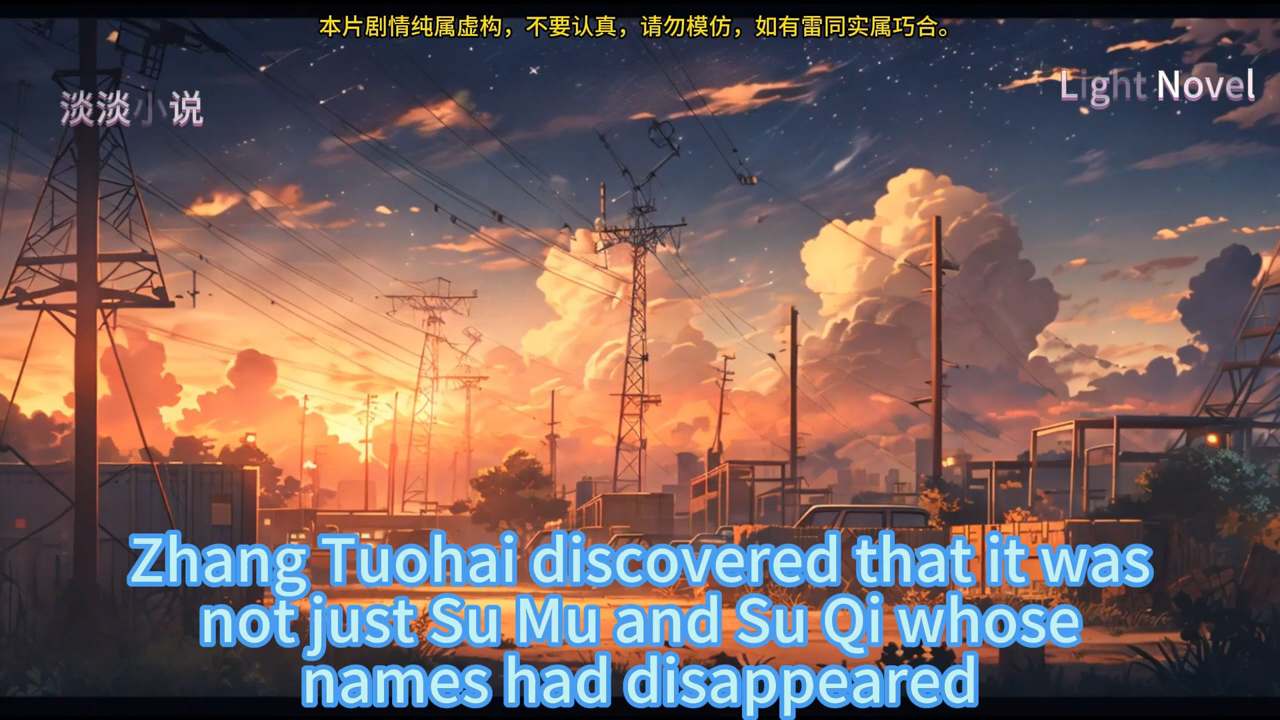 本片剧情纯属虚构，不要认真，请勿模仿，如有雷同实属巧合。
淡淡小说
Light Novel
Zhang Tuohai discovered that it was
not just Su Mu and Su Qi whose
names had disappeared